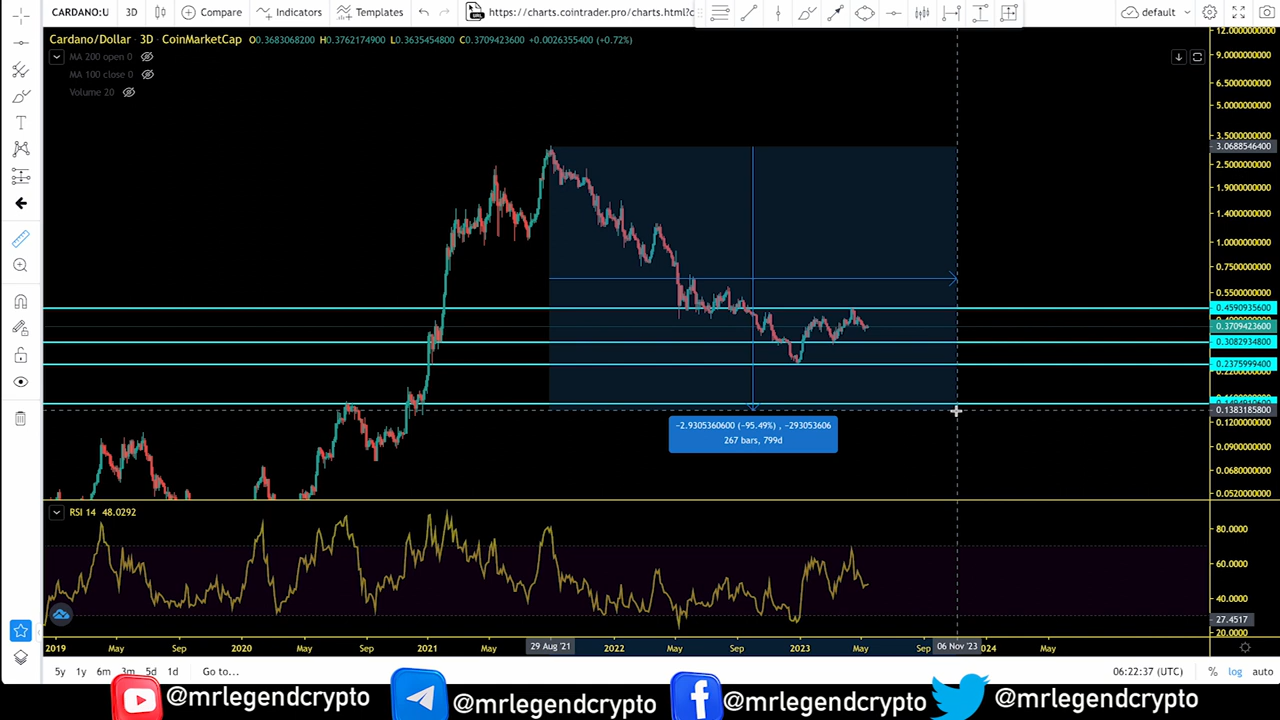 CARDANO:U 3D Compare Indicators Templates https://charts.cointrader.pro/charts.html?c default
Cardano/Dollar · 3D · CoinMarketCap O0.3683068200 H0.3762174900 L0.3635454800 C0.3709423600 +0.0026355400 (+0.72%)
MA 200 open 0
MA 100 close 0
Volume 20
12.0000000000
9.0000000000
6.5000000000
5.0000000000
3.5000000000
3.0688546400
2.5000000000
1.9000000000
1.4000000000
1.0000000000
0.7500000000
0.5500000000
0.4590935600
0.3709423600
0.3082934800
0.2375999400
0.1383185800
0.1200000000
0.0900000000
0.0680000000
0.0520000000
−2.9305360600 (−95.49%) , −293053606
267 bars, 799d
RSI 14 48.0292
80.0000
60.0000
40.0000
27.4517
20.0000
2019 May Sep 2020 May Sep 2021 May 29 Aug '21 2022 May Sep 2023 May Sep 06 Nov '23 2024 May
5y 1y 6m 3m 5d 1d Go to... 06:22:37 (UTC) % log auto
@mrlegendcrypto @mrlegendcrypto @mrlegendcrypto @mrlegendcrypto